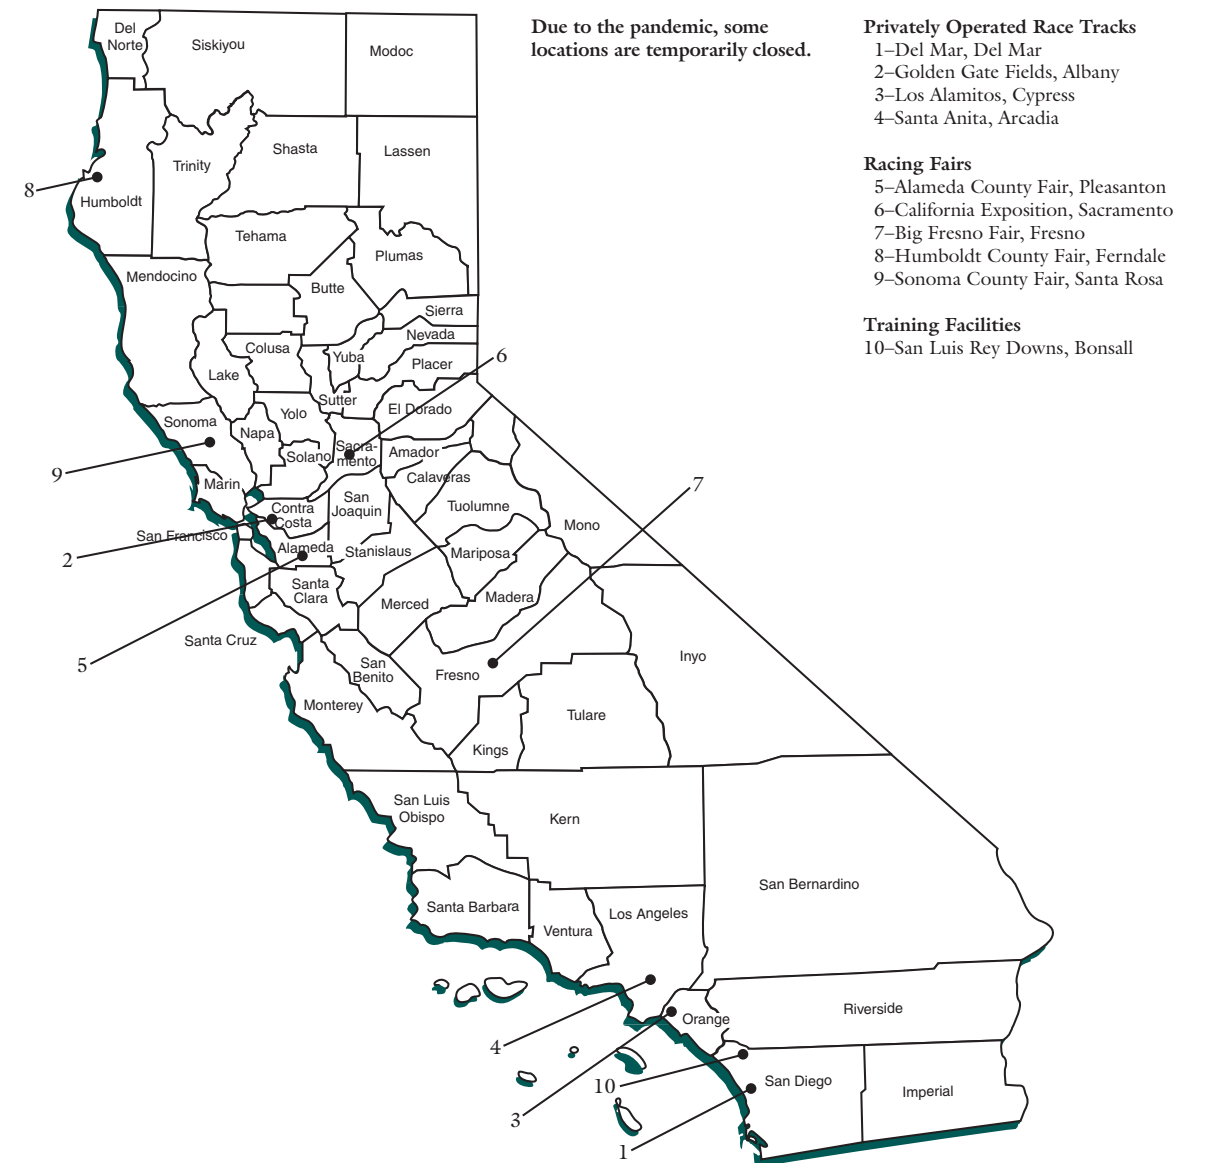 Due to the pandemic, some
locations are temporarily closed.
Privately Operated Race Tracks
1–Del Mar, Del Mar
2–Golden Gate Fields, Albany
3–Los Alamitos, Cypress
4–Santa Anita, Arcadia
Racing Fairs
5–Alameda County Fair, Pleasanton
6–California Exposition, Sacramento
7–Big Fresno Fair, Fresno
8–Humboldt County Fair, Ferndale
9–Sonoma County Fair, Santa Rosa
Training Facilities
10–San Luis Rey Downs, Bonsall
Del
Norte
Siskiyou
Modoc
Shasta
Lassen
Trinity
8
Humboldt
Tehama
Plumas
Mendocino
Butte
Sierra
Nevada
Colusa
Yuba
6
Placer
Lake
Sutter
El Dorado
Yolo
Sonoma
Napa
Sacra-
mento
Amador
Solano
9
Marin
Calaveras
7
San
Joaquin
Tuolumne
Contra
Costa
Mono
San Francisco
Alameda
Stanislaus
Mariposa
2
Santa
Clara
Merced
Madera
Santa Cruz
5
San
Benito
Fresno
Inyo
Monterey
Tulare
Kings
San Luis
Obispo
Kern
San Bernardino
Santa Barbara
Los Angeles
Ventura
Riverside
Orange
4
10
San Diego
Imperial
3
1